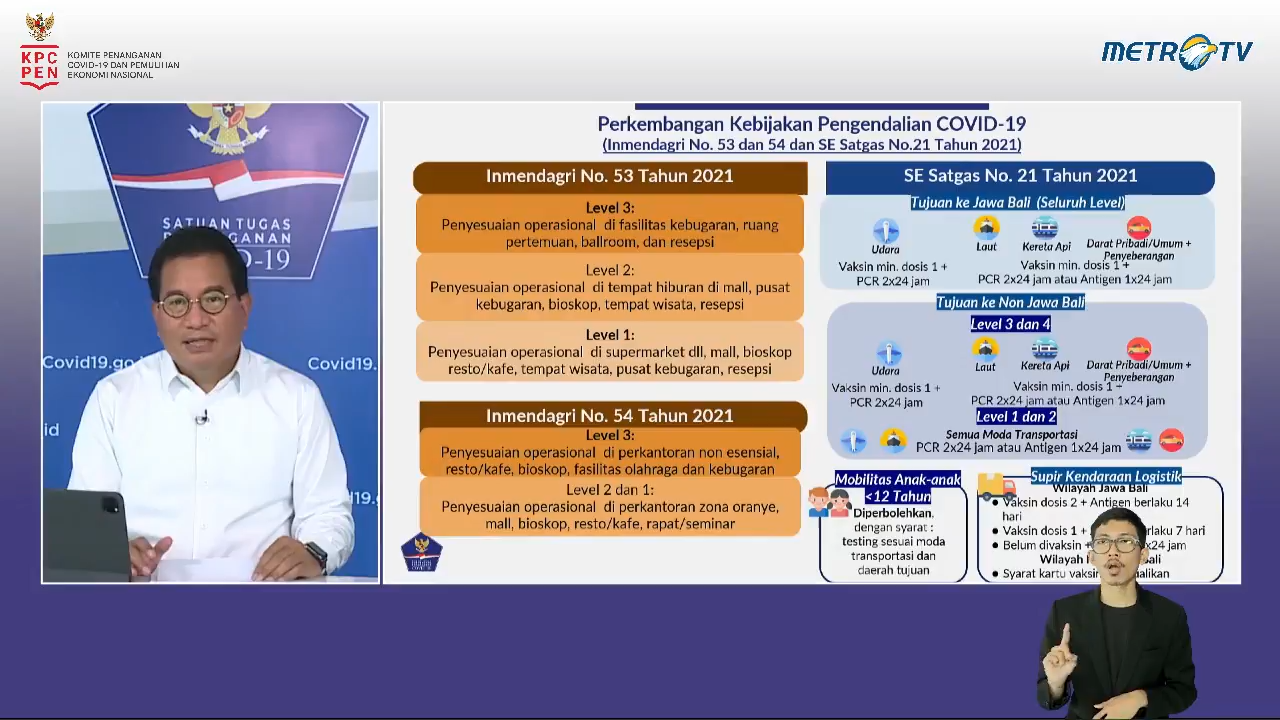 KPC
PEN
KOMITE PENANGANAN
COVID-19 DAN PEMULIHAN
EKONOMI NASIONAL
METRO TV
SATUAN TUGAS
COVID-19
Covid19.go
Covid19.
id
Perkembangan Kebijakan Pengendalian COVID-19
(Inmendagri No. 53 dan 54 dan SE Satgas No.21 Tahun 2021)
Inmendagri No. 53 Tahun 2021
Level 3:
Penyesuaian operasional di fasilitas kebugaran, ruang
pertemuan, ballroom, dan resepsi
Level 2:
Penyesuaian operasional di tempat hiburan di mall, pusat
kebugaran, bioskop, tempat wisata, resepsi
Level 1:
Penyesuaian operasional di supermarket dll, mall, bioskop
resto/kafe, tempat wisata, pusat kebugaran, resepsi
Inmendagri No. 54 Tahun 2021
Level 3:
Penyesuaian operasional di perkantoran non esensial,
resto/kafe, bioskop, fasilitas olahraga dan kebugaran
Level 2 dan 1:
Penyesuaian operasional di perkantoran zona oranye,
mall, bioskop, resto/kafe, rapat/seminar
SE Satgas No. 21 Tahun 2021
Tujuan ke Jawa Bali (Seluruh Level)
Udara
Laut
Kereta Api
Darat Pribadi/Umum +
Penyeberangan
Vaksin min. dosis 1 +
PCR 2x24 jam
Vaksin min. dosis 1 +
PCR 2x24 jam atau Antigen 1x24 jam
Tujuan ke Non Jawa Bali
Level 3 dan 4
Udara
Laut
Kereta Api
Darat Pribadi/Umum +
Penyeberangan
Vaksin min. dosis 1 +
PCR 2x24 jam
Vaksin min. dosis 1 +
PCR 2x24 jam atau Antigen 1x24 jam
Level 1 dan 2
Semua Moda Transportasi
PCR 2x24 jam atau Antigen 1x24 jam
Mobilitas Anak-anak
<12 Tahun
Diperbolehkan,
dengan syarat :
testing sesuai moda
transportasi dan
daerah tujuan
Supir Kendaraan Logistik
Wilayah Jawa Bali
• Vaksin dosis 2 + Antigen berlaku 14
hari
• Vaksin dosis 1 + berlaku 7 hari
• Belum divaksin + 1x24 jam
Wilayah
• Syarat kartu